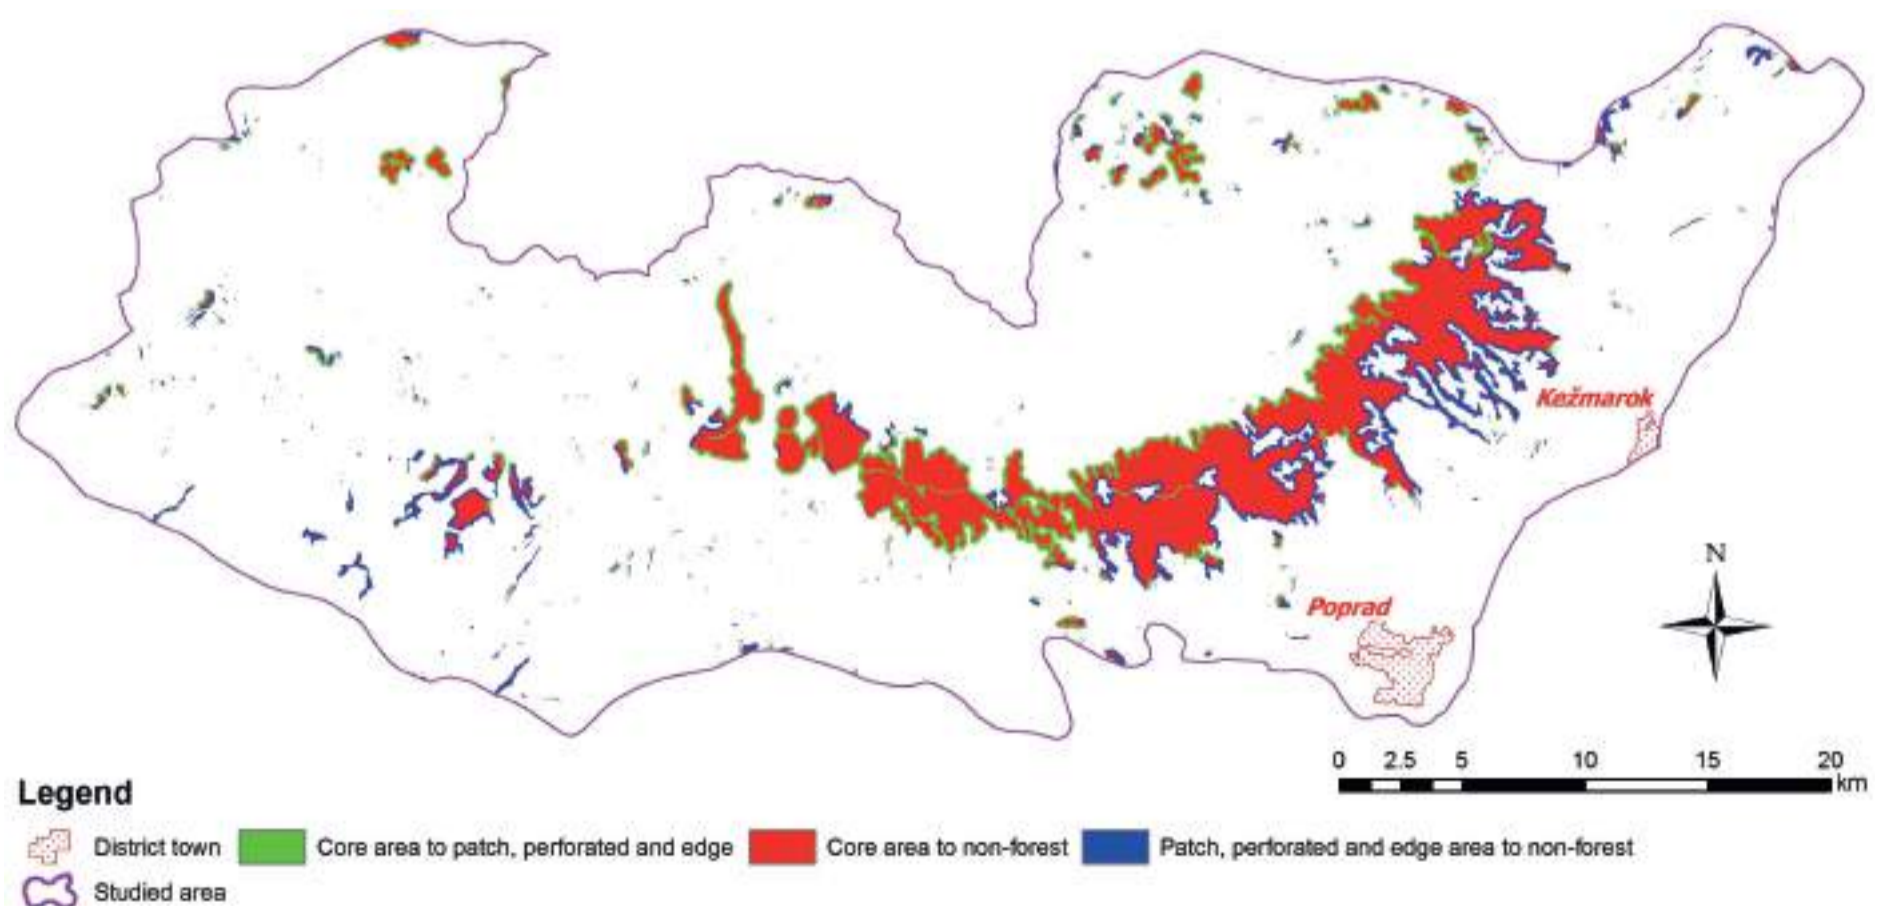 Kežmarok
Poprad
N
0 2.5 5 10 15 20
km
Legend
District town
Core area to patch, perforated and edge
Core area to non-forest
Patch, perforated and edge area to non-forest
Studied area